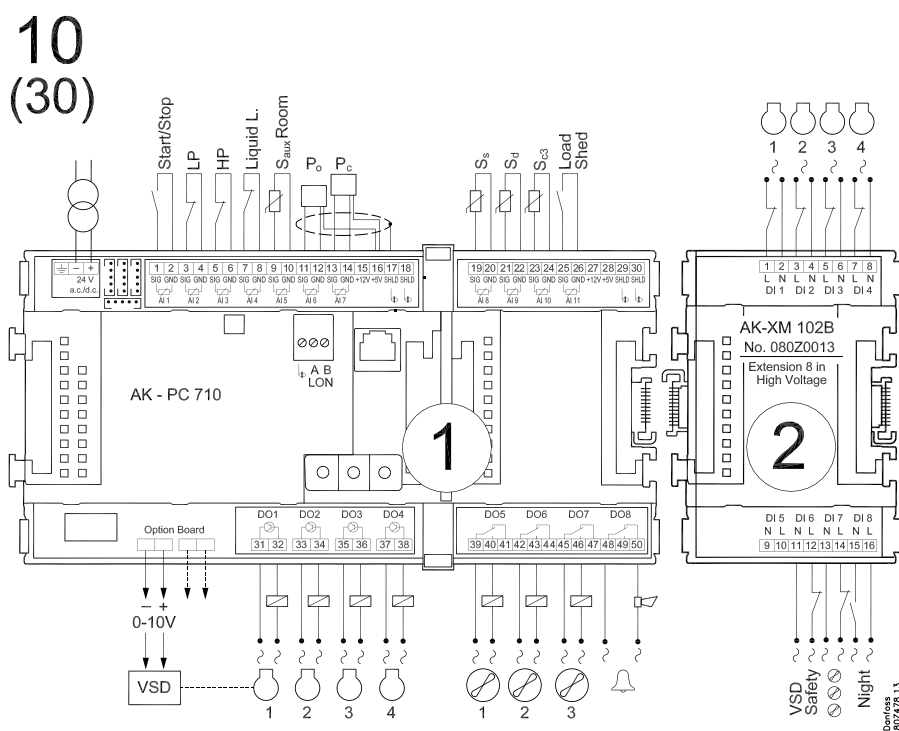 10
(30)
Start/Stop
LP
HP
Liquid L.
Saux Room
Po
Pc
Ss
Sd
Sc3
Load
Shed
1 2 3 4
– +
24 V
a.c./d.c.
1 2 3 4 5 6 7 8 9 10 11 12 13 14 15 16 17 18
SIG GND SIG GND SIG GND SIG GND SIG GND SIG GND SIG GND +12V +5V SHLD SHLD
AI 1 AI 2 AI 3 AI 4 AI 5 AI 6 AI 7
19 20 21 22 23 24 25 26 27 28 29 30
SIG GND SIG GND SIG GND SIG GND +12V +5V SHLD SHLD
AI 8 AI 9 AI 10 AI 11
1 2 3 4 5 6 7 8
L N L N L N L N
DI 1 DI 2 DI 3 DI 4
A B
LON
AK - PC 710
1
AK-XM 102B
No. 080Z0013
Extension 8 in
High Voltage
2
Option Board
DO1 DO2 DO3 DO4
31 32 33 34 35 36 37 38
DO5 DO6 DO7 DO8
39 40 41 42 43 44 45 46 47 48 49 50
DI 5 DI 6 DI 7 DI 8
N L N L N L N L
9 10 11 12 13 14 15 16
– +
0-10V
VSD
1 2 3 4
1 2 3
VSD
Safety
Night
Danfoss
80Z478.13